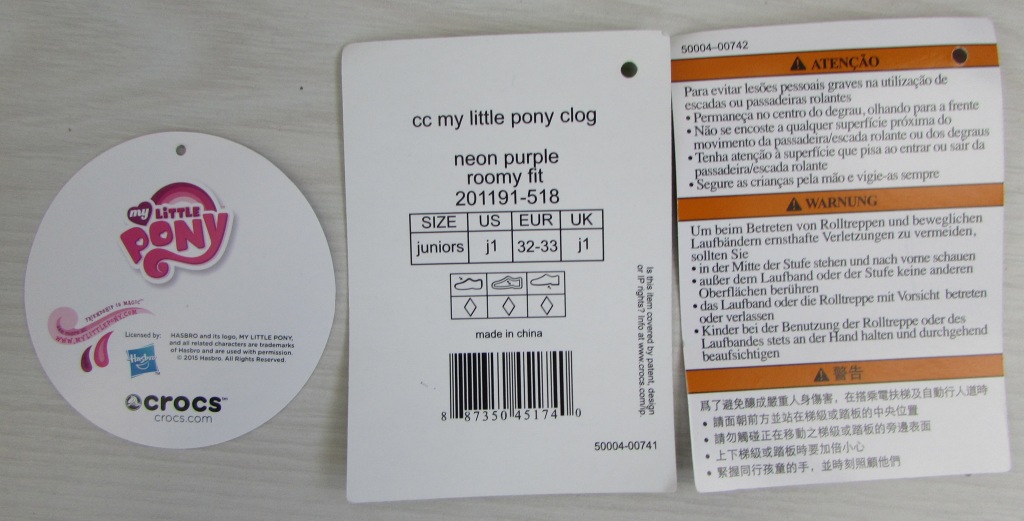 my LITTLE
PONY
FRIENDSHIP IS MAGIC
WWW.MYLITTLEPONY.COM
Licensed by:
Hasbro
HASBRO and its logo, MY LITTLE PONY,
and all related characters are trademarks
of Hasbro and are used with permission.
© 2015 Hasbro. All Rights Reserved.
crocs™
crocs.com
cc my little pony clog
neon purple
roomy fit
201191-518
SIZE US EUR UK
juniors j1 32-33 j1
made in china
8 87350 45174 0
Is this item covered by patent, design
or IP rights? Info at www.crocs.com/ip.
50004-00741
50004-00742
ATENÇÃO
Para evitar lesões pessoais graves na utilização de
escadas ou passadeiras rolantes
• Permaneça no centro do degrau, olhando para a frente
• Não se encoste a qualquer superfície próxima do
movimento da passadeira/escada rolante ou dos degraus
• Tenha atenção à superfície que pisa ao entrar ou sair da
passadeira/escada rolante
• Segure as crianças pela mão e vigie-as sempre
WARNUNG
Um beim Betreten von Rolltreppen und beweglichen
Laufbändern ernsthafte Verletzungen zu vermeiden,
sollten Sie
• in der Mitte der Stufe stehen und nach vorne schauen
• außer dem Laufband oder der Stufe keine anderen
Oberflächen berühren
• das Laufband oder die Rolltreppe mit Vorsicht betreten
oder verlassen
• Kinder bei der Benutzung der Rolltreppe oder des
Laufbandes stets an der Hand halten und durchgehend
beaufsichtigen
警告
爲了避免釀成嚴重人身傷害，在搭乘電扶梯及自動行人道時
• 請面朝前方並站在梯級或踏板的中央位置
• 請勿觸碰正在移動之梯級或踏板的旁邊表面
• 上下梯級或踏板時要加倍小心
• 緊握同行孩童的手，並時刻照顧他們